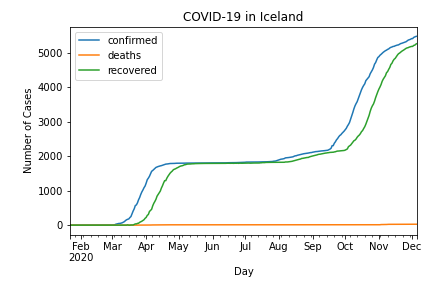 COVID-19 in Iceland
confirmed
deaths
recovered
Number of Cases
5000
4000
3000
2000
1000
0
Feb Mar Apr May Jun Jul Aug Sep Oct Nov Dec
2020
Day